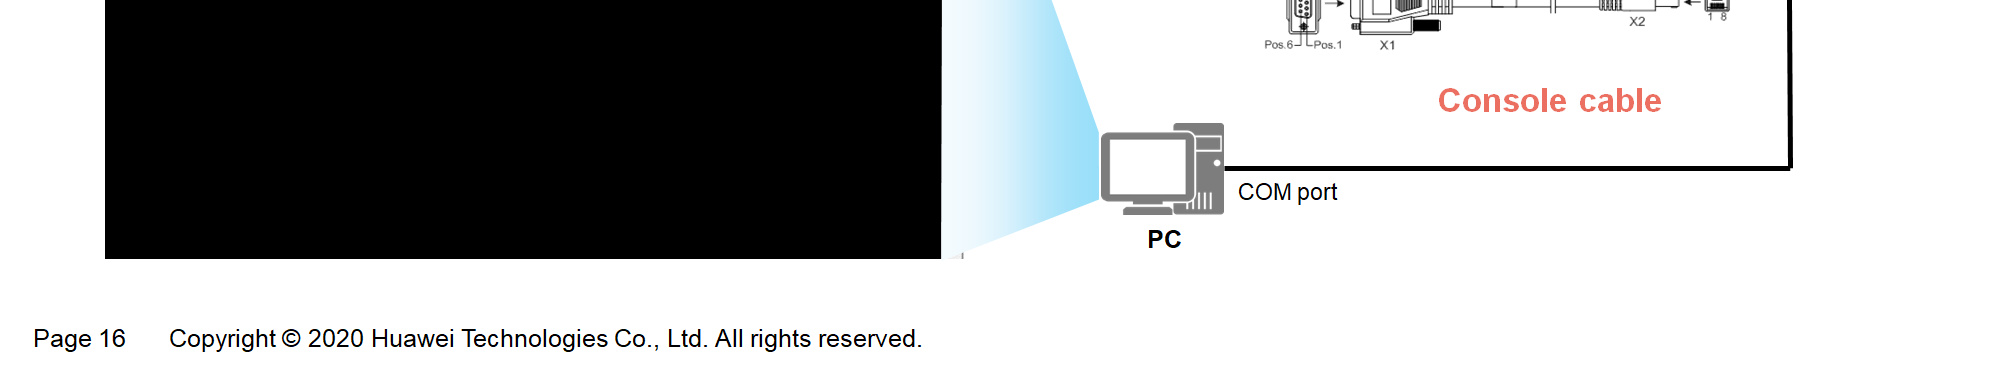 1 8
X2
Pos.6 Pos.1 X1
Console cable
COM port
PC
Page 16 Copyright © 2020 Huawei Technologies Co., Ltd. All rights reserved.